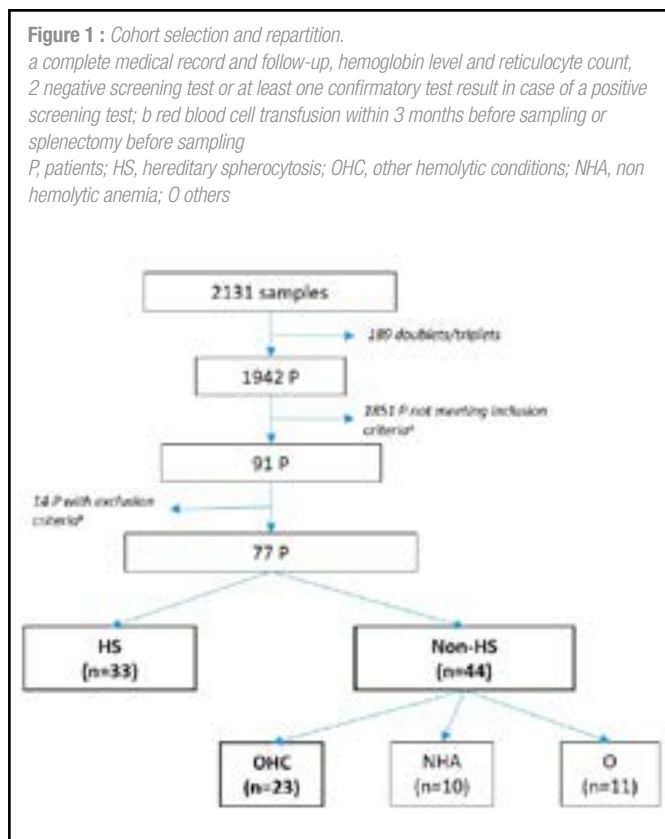 Figure 1 : Cohort selection and repartition.
a complete medical record and follow-up, hemoglobin level and reticulocyte count,
2 negative screening test or at least one confirmatory test result in case of a positive
screening test; b red blood cell transfusion within 3 months before sampling or
splenectomy before sampling
P, patients; HS, hereditary spherocytosis; OHC, other hemolytic conditions; NHA, non
hemolytic anemia; O others
2131 samples
189 doublets/triplets
1942 P
1851 P not meeting inclusion
criteriaᵃ
91 P
14 P with exclusion
criteriaᵇ
77 P
HS
(n=33)
Non-HS
(n=44)
OHC
(n=23)
NHA
(n=10)
O
(n=11)